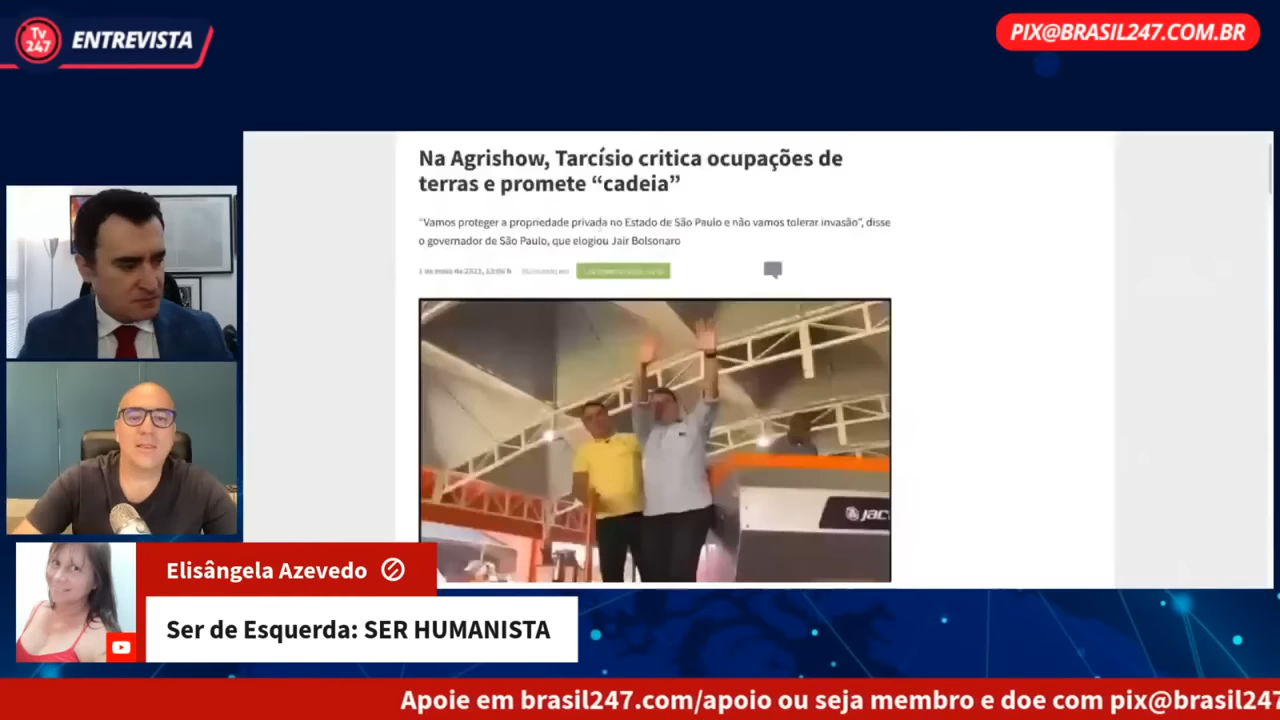 Tv
247
ENTREVISTA
PIX@BRASIL247.COM.BR
Na Agrishow, Tarcísio critica ocupações de
terras e promete “cadeia”
“Vamos proteger a propriedade privada no Estado de São Paulo e não vamos tolerar invasão”, disse
o governador de São Paulo, que elogiou Jair Bolsonaro
JAC
Elisângela Azevedo
Ser de Esquerda: SER HUMANISTA
Apoie em brasil247.com/apoio ou seja membro e doe com pix@brasil247